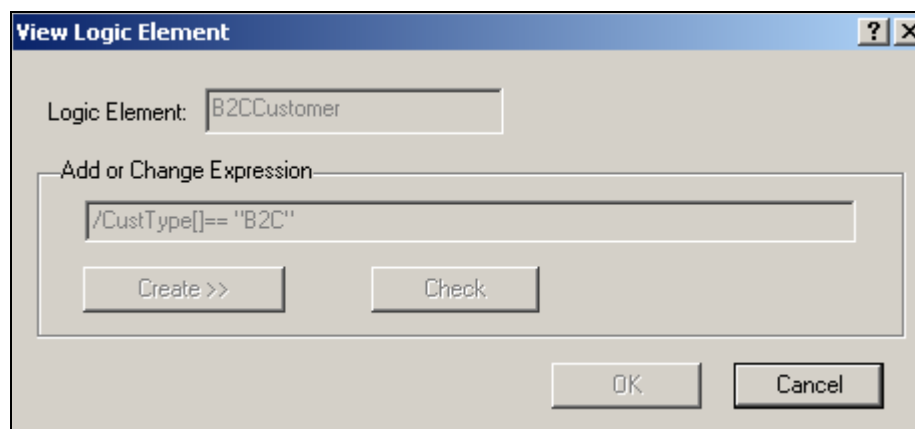 View Logic Element ? X
Logic Element: B2CCustomer
Add or Change Expression
/CustType[]== "B2C"
Create >> Check
OK Cancel